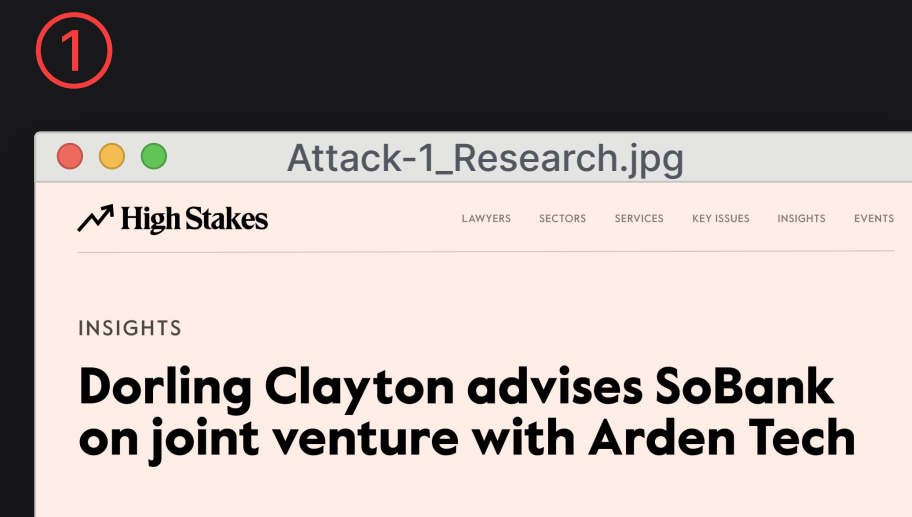 ①
Attack-1_Research.jpg
High Stakes
LAWYERS SECTORS SERVICES KEY ISSUES INSIGHTS EVENTS
INSIGHTS
Dorling Clayton advises SoBank
on joint venture with Arden Tech